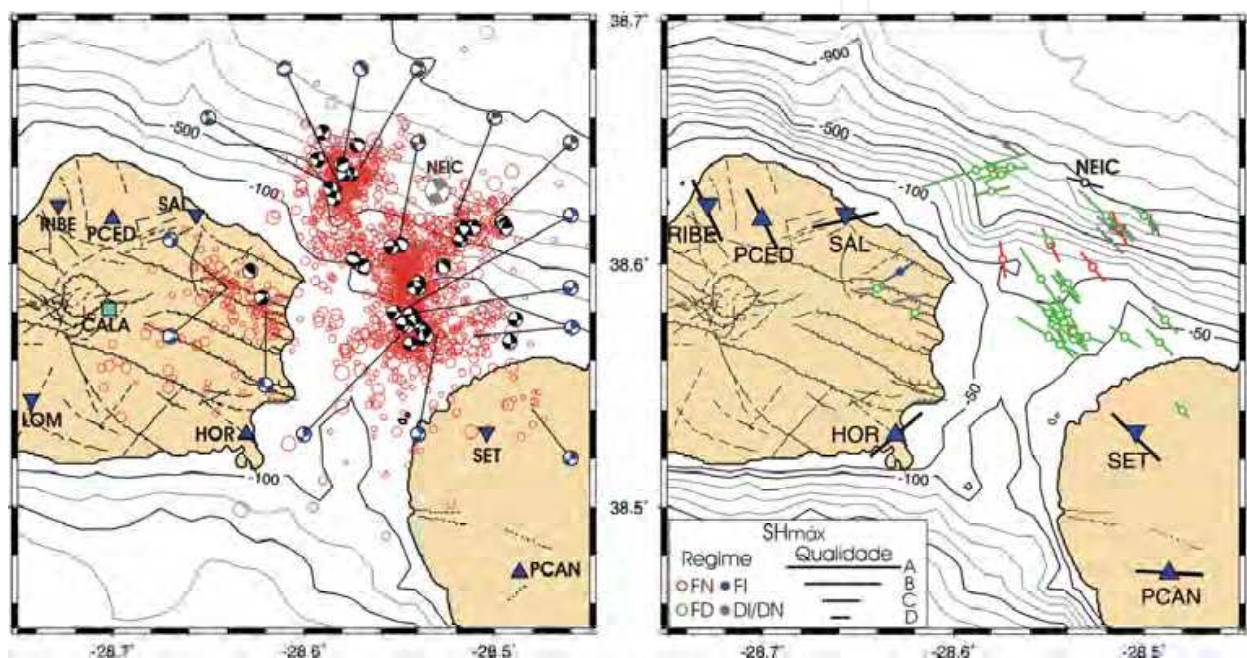 38.7
-900
-500
-500
NEIC
NEIC
-100
-100
SAL
RIBE
PCED
RIBE
PCED
SAL
38.6
CALA
-50
-50
LOM
HOR
HOR
SET
SET
-100
-100
38.5
SHmáx
Regime Qualidade
A
FN FI B
C
FD DI/DN D
PCAN
PCAN
-28.7 -28.6 -28.5 -28.7 -28.6 -28.5